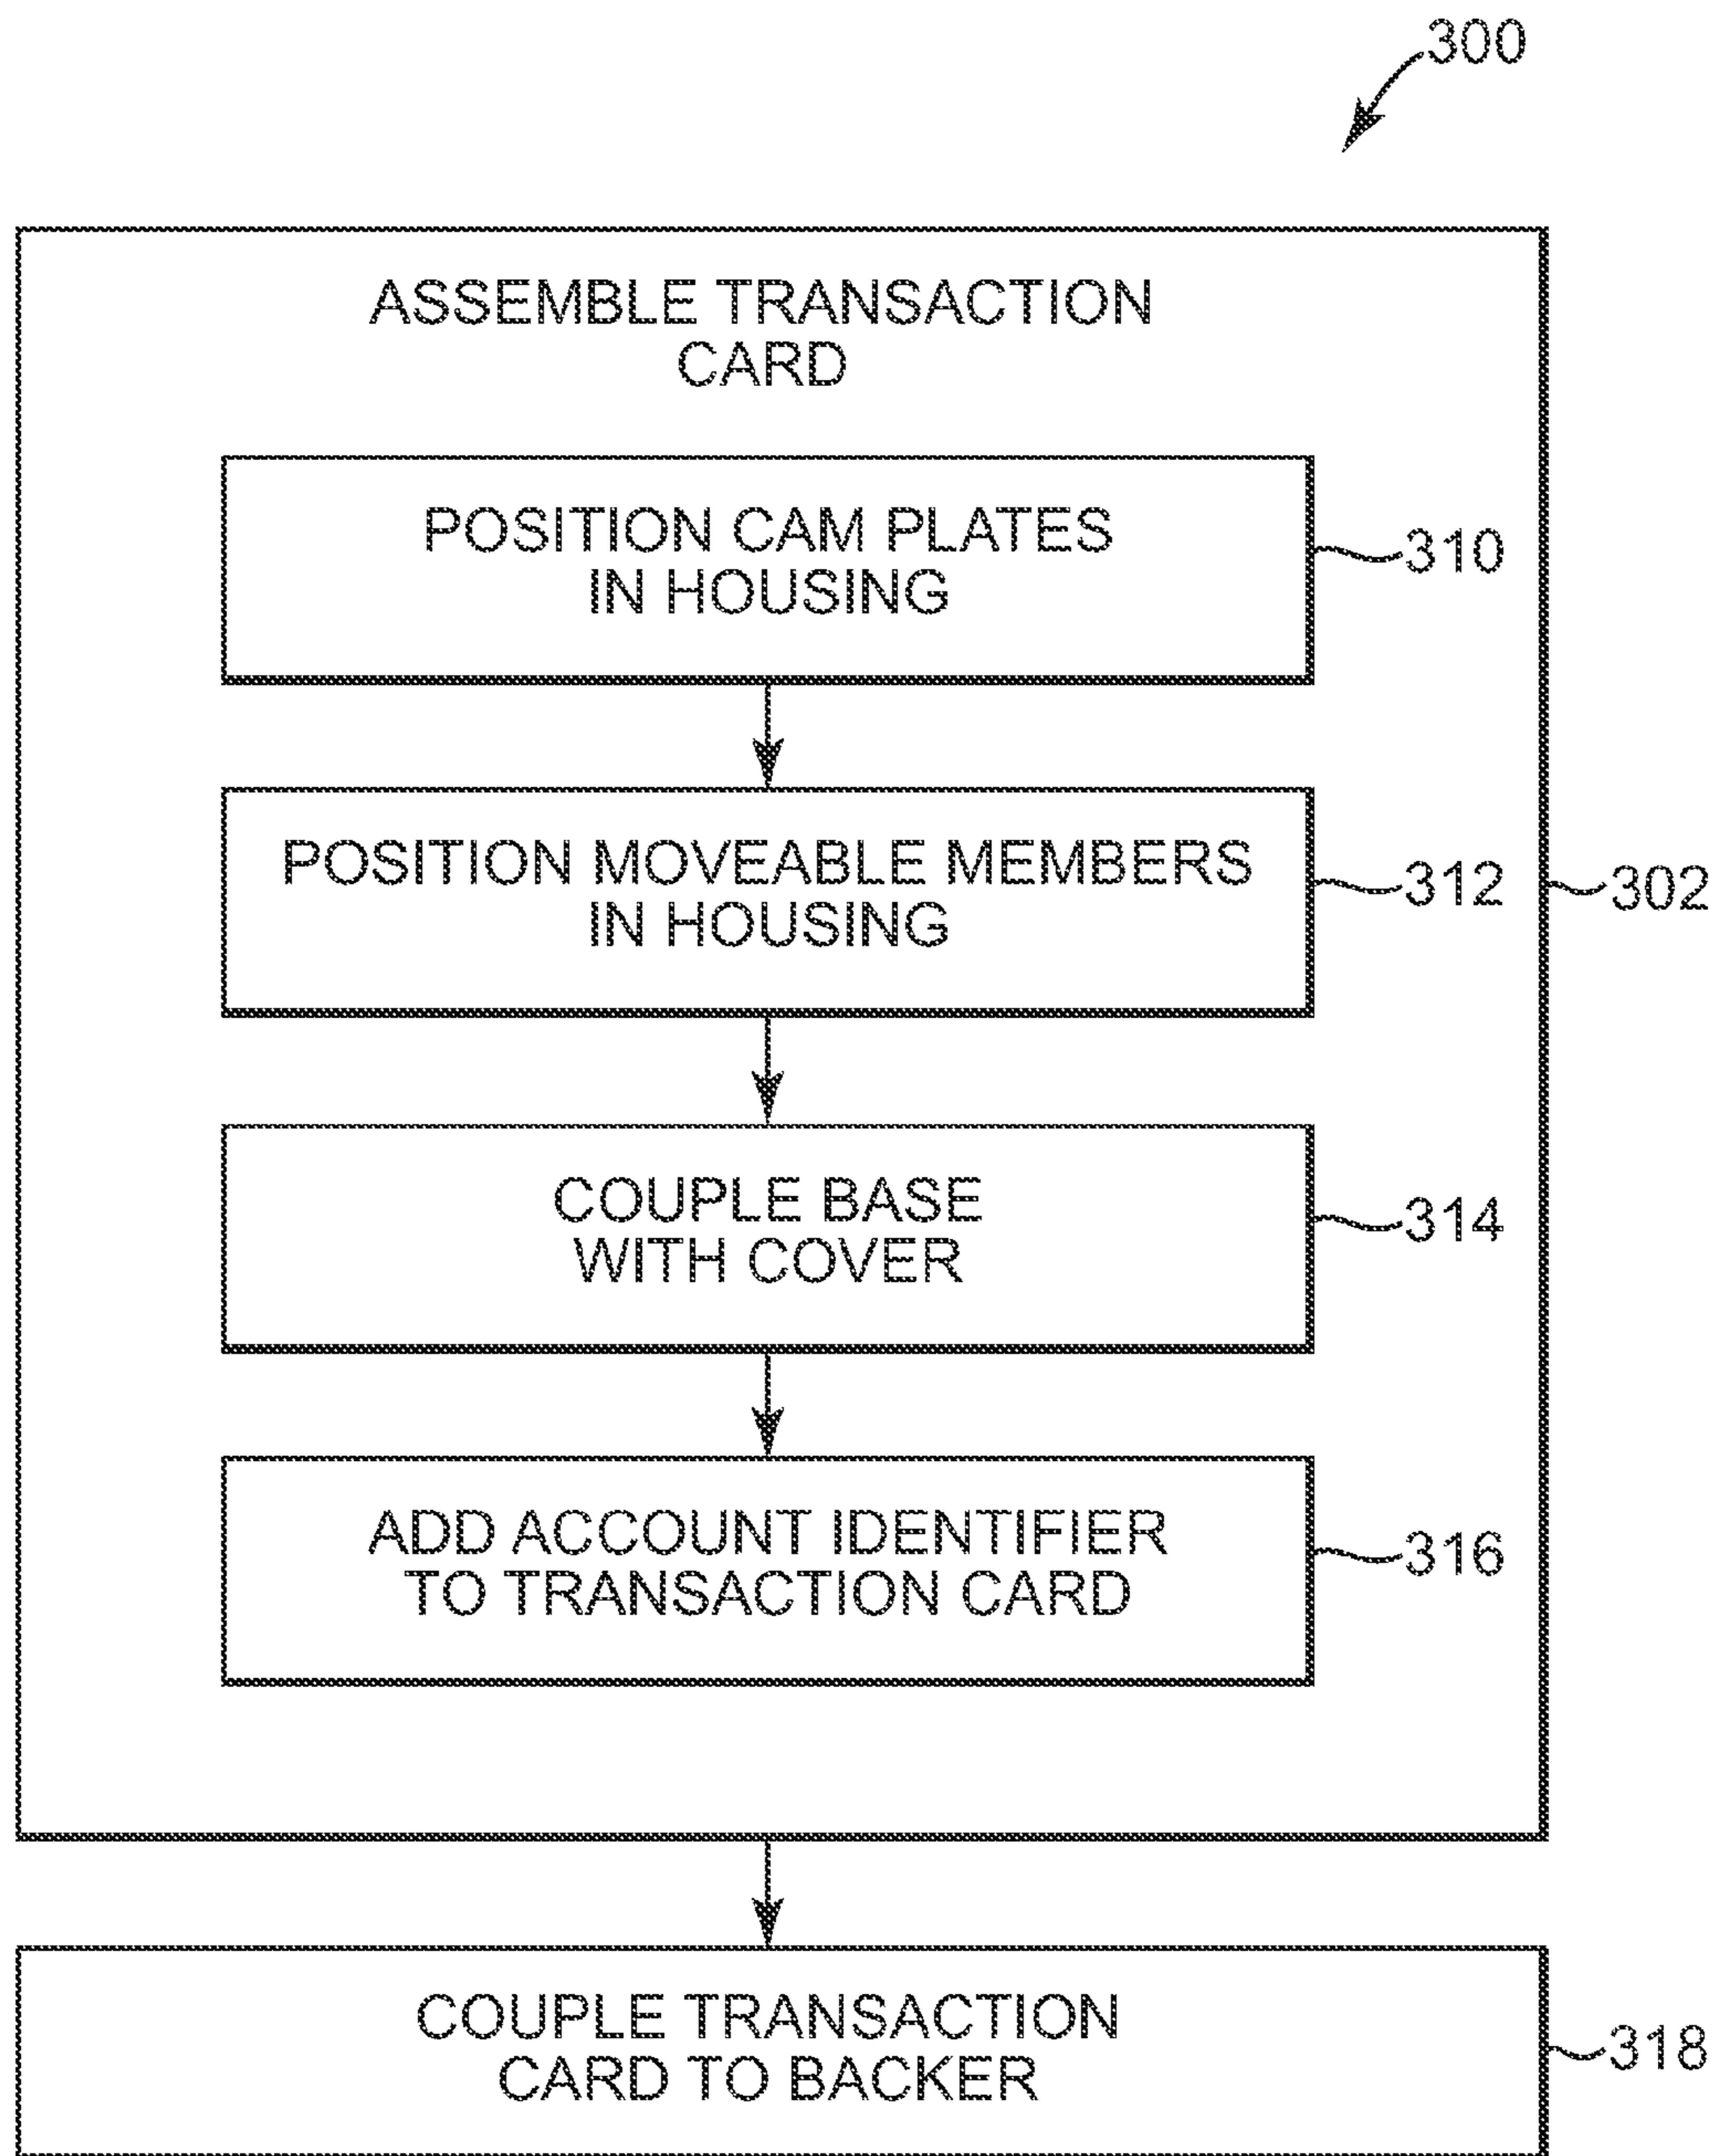 300
ASSEMBLE TRANSACTION
CARD
POSITION CAM PLATES
IN HOUSING
310
POSITION MOVEABLE MEMBERS
IN HOUSING
312
302
COUPLE BASE
WITH COVER
314
ADD ACCOUNT IDENTIFIER
TO TRANSACTION CARD
316
COUPLE TRANSACTION
CARD TO BACKER
318